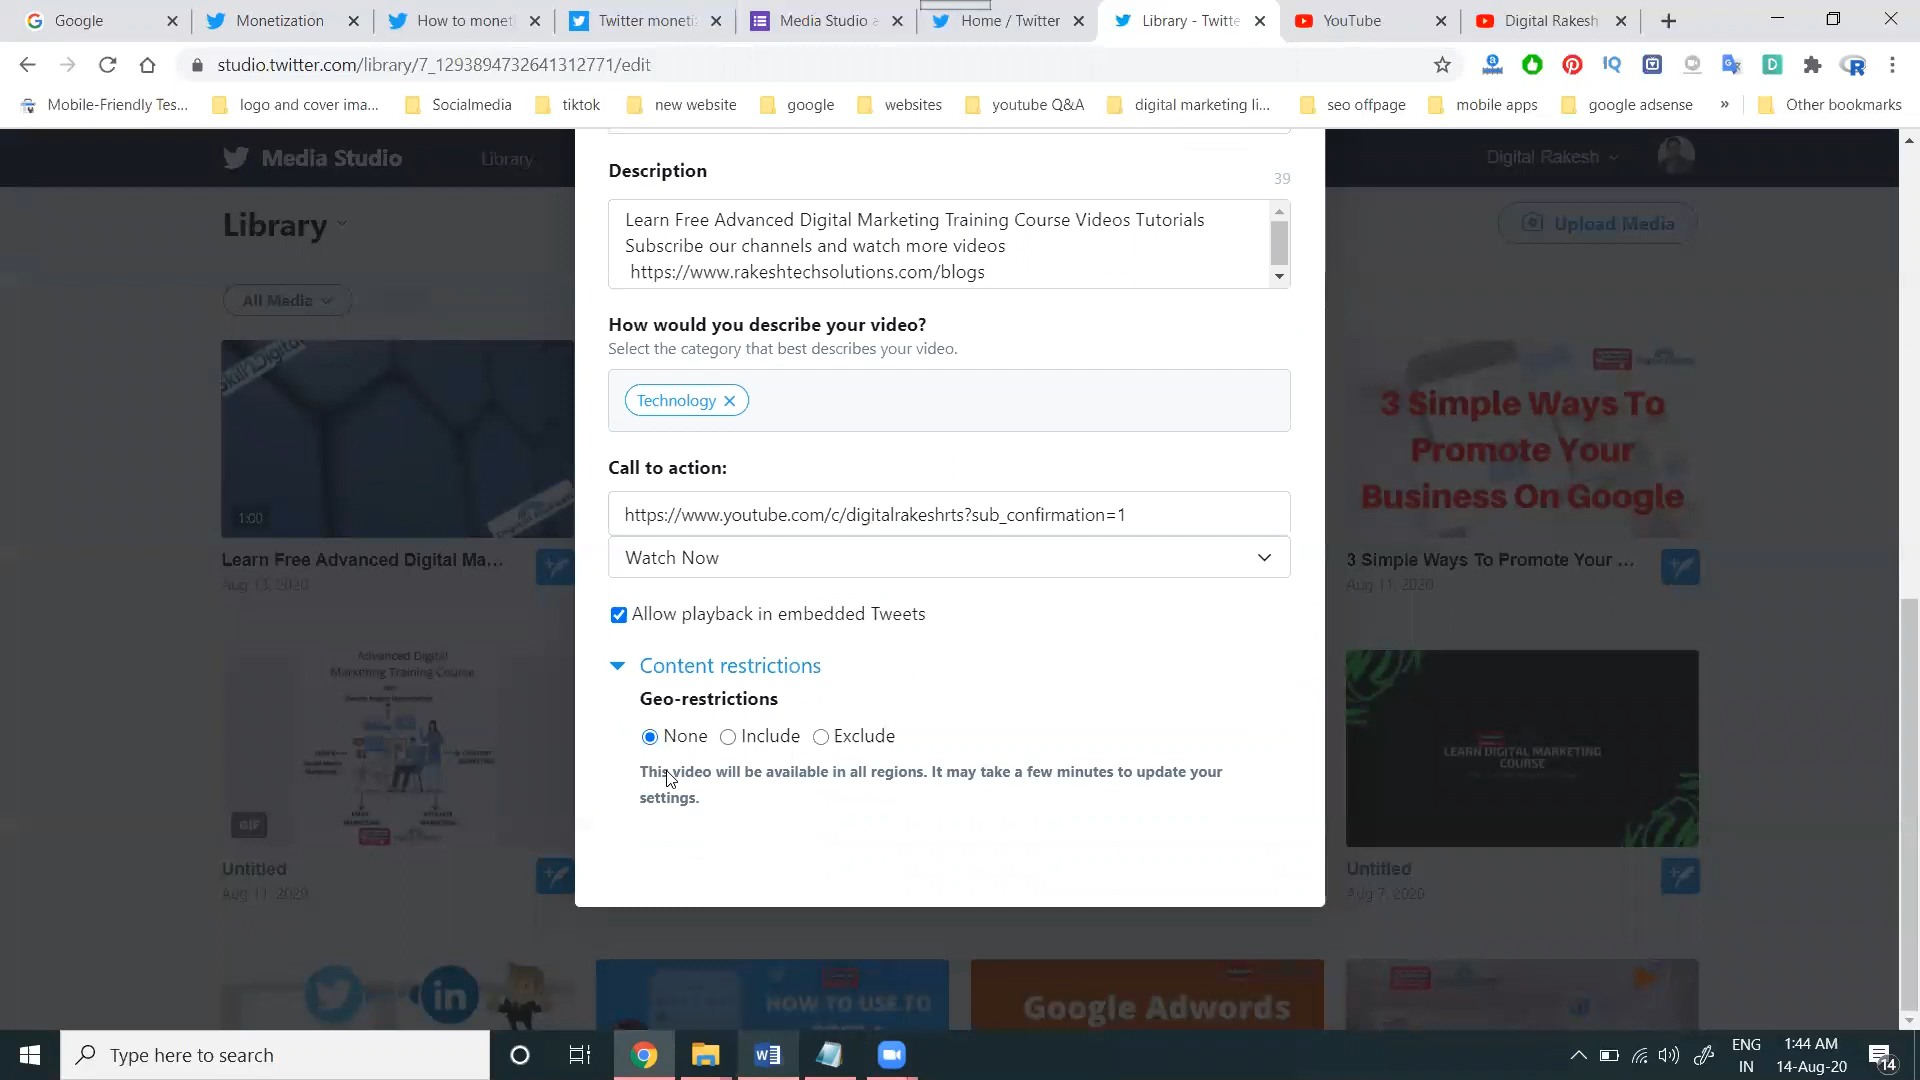 Google
Monetization
How to monet
Twitter moneti
Media Studio a
Home / Twitter
Library - Twitte
YouTube
Digital Rakesh
studio.twitter.com/library/7_1293894732641312771/edit
Mobile-Friendly Tes...
logo and cover ima...
Socialmedia
tiktok
new website
google
websites
youtube Q&A
digital marketing li...
seo offpage
mobile apps
google adsense
»
Other bookmarks
Media Studio
Library
Digital Rakesh
Library
Upload Media
All Media
Description
39
Learn Free Advanced Digital Marketing Training Course Videos Tutorials
Subscribe our channels and watch more videos
https://www.rakeshtechsolutions.com/blogs
How would you describe your video?
Select the category that best describes your video.
Technology
Call to action:
https://www.youtube.com/c/digitalrakeshrts?sub_confirmation=1
Watch Now
Allow playback in embedded Tweets
Content restrictions
Geo-restrictions
None
Include
Exclude
This video will be available in all regions. It may take a few minutes to update your
settings.
1:00
Learn Free Advanced Digital Ma...
Aug 13, 2020
3 Simple Ways To
Promote Your
Business On Google
3 Simple Ways To Promote Your ...
Aug 11, 2020
Advanced Digital
Marketing Training Course
GIF
Untitled
Aug 11, 2020
LEARN DIGITAL MARKETING
COURSE
Untitled
Aug 7, 2020
in
HOW TO USE TO
Google Adwords
Type here to search
ENG
IN
1:44 AM
14-Aug-20
14